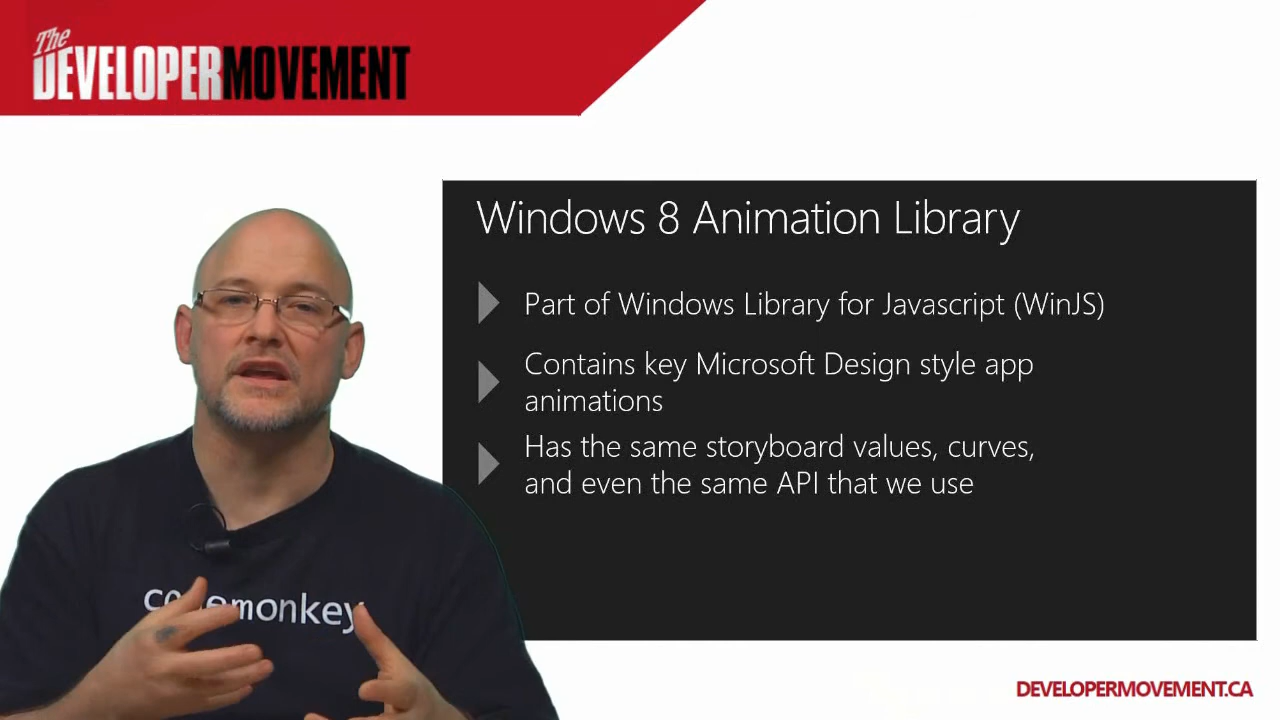 The
DEVELOPERMOVEMENT
Windows 8 Animation Library
Part of Windows Library for Javascript (WinJS)
Contains key Microsoft Design style app
animations
Has the same storyboard values, curves,
and even the same API that we use
DEVELOPERMOVEMENT.CA